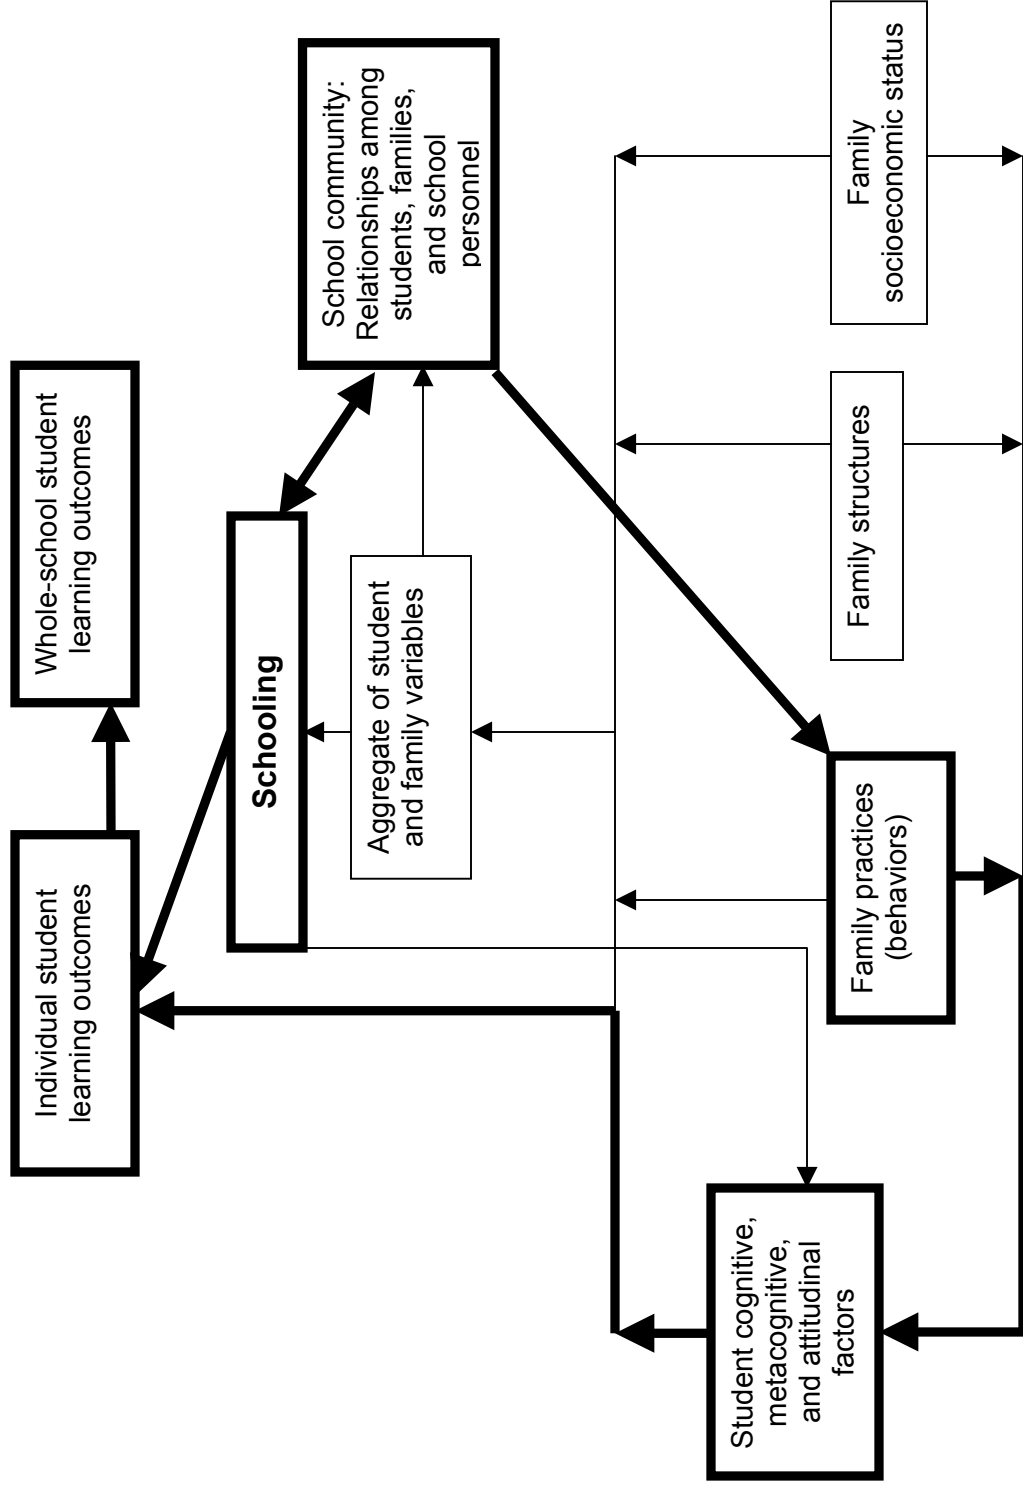 Individual student
learning outcomes
Whole-school student
learning outcomes
Schooling
School community:
Relationships among
students, families,
and school
personnel
Aggregate of student
and family variables
Student cognitive,
metacognitive,
and attitudinal
factors
Family practices
(behaviors)
Family structures
Family
socioeconomic status